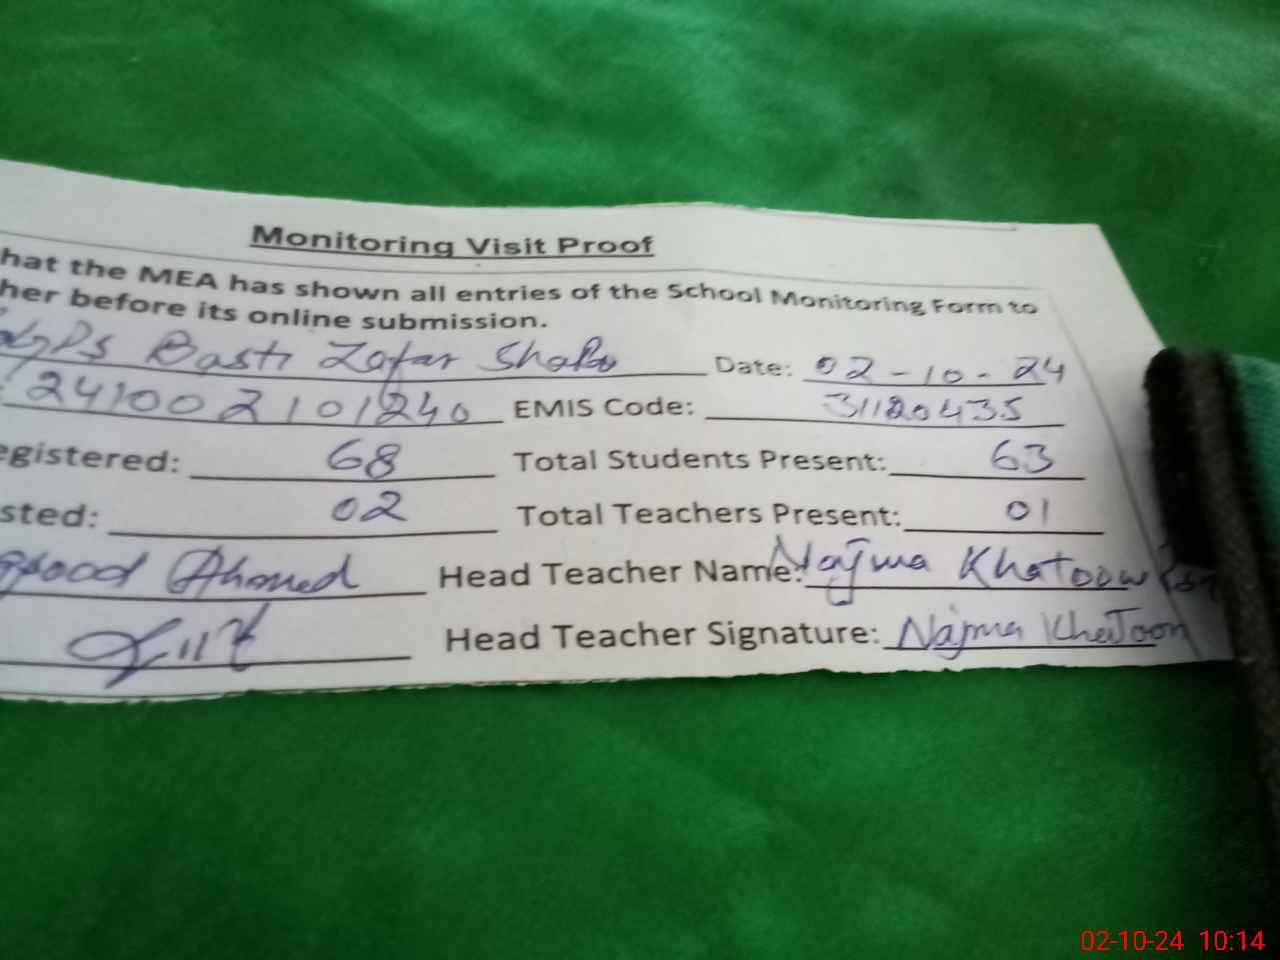 Monitoring Visit Proof
hat the MEA has shown all entries of the School Monitoring Form to
her before its online submission.
Basti Zafar Date: 02-10-24
241002101240 EMIS Code: 31120435
egistered: 68 Total Students Present: 63
sted: 02 Total Teachers Present: 01
Ahmed Head Teacher Name: Najma Khatoon
Head Teacher Signature: Najma Khatoon
02-10-24 10:14